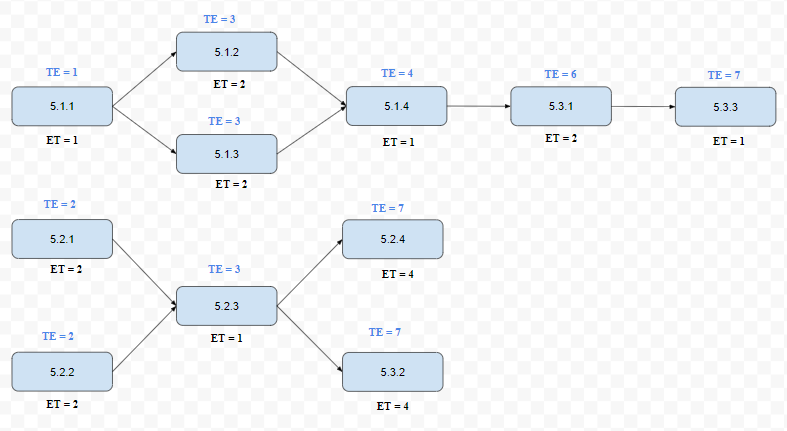 TE = 3
5.1.2
ET = 2
TE = 1
5.1.1
ET = 1
TE = 3
5.1.3
ET = 2
TE = 4
5.1.4
ET = 1
TE = 6
5.3.1
ET = 2
TE = 7
5.3.3
ET = 1
TE = 2
5.2.1
ET = 2
TE = 2
5.2.2
ET = 2
TE = 3
5.2.3
ET = 1
TE = 7
5.2.4
ET = 4
TE = 7
5.3.2
ET = 4